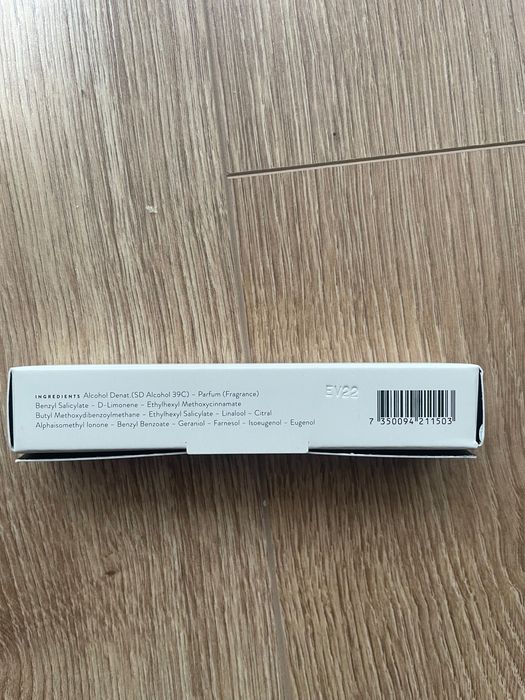 INGREDIENTS Alcohol Denat.(SD Alcohol 39C) – Parfum (Fragrance)
Benzyl Salicylate – D-Limonene – Ethylhexyl Methoxycinnamate
Butyl Methoxydibenzoylmethane – Ethylhexyl Salicylate – Linalool – Citral
Alphaisomethyl Ionone – Benzyl Benzoate – Geraniol – Farnesol – Isoeugenol – Eugenol
EV22
7 350094 211503